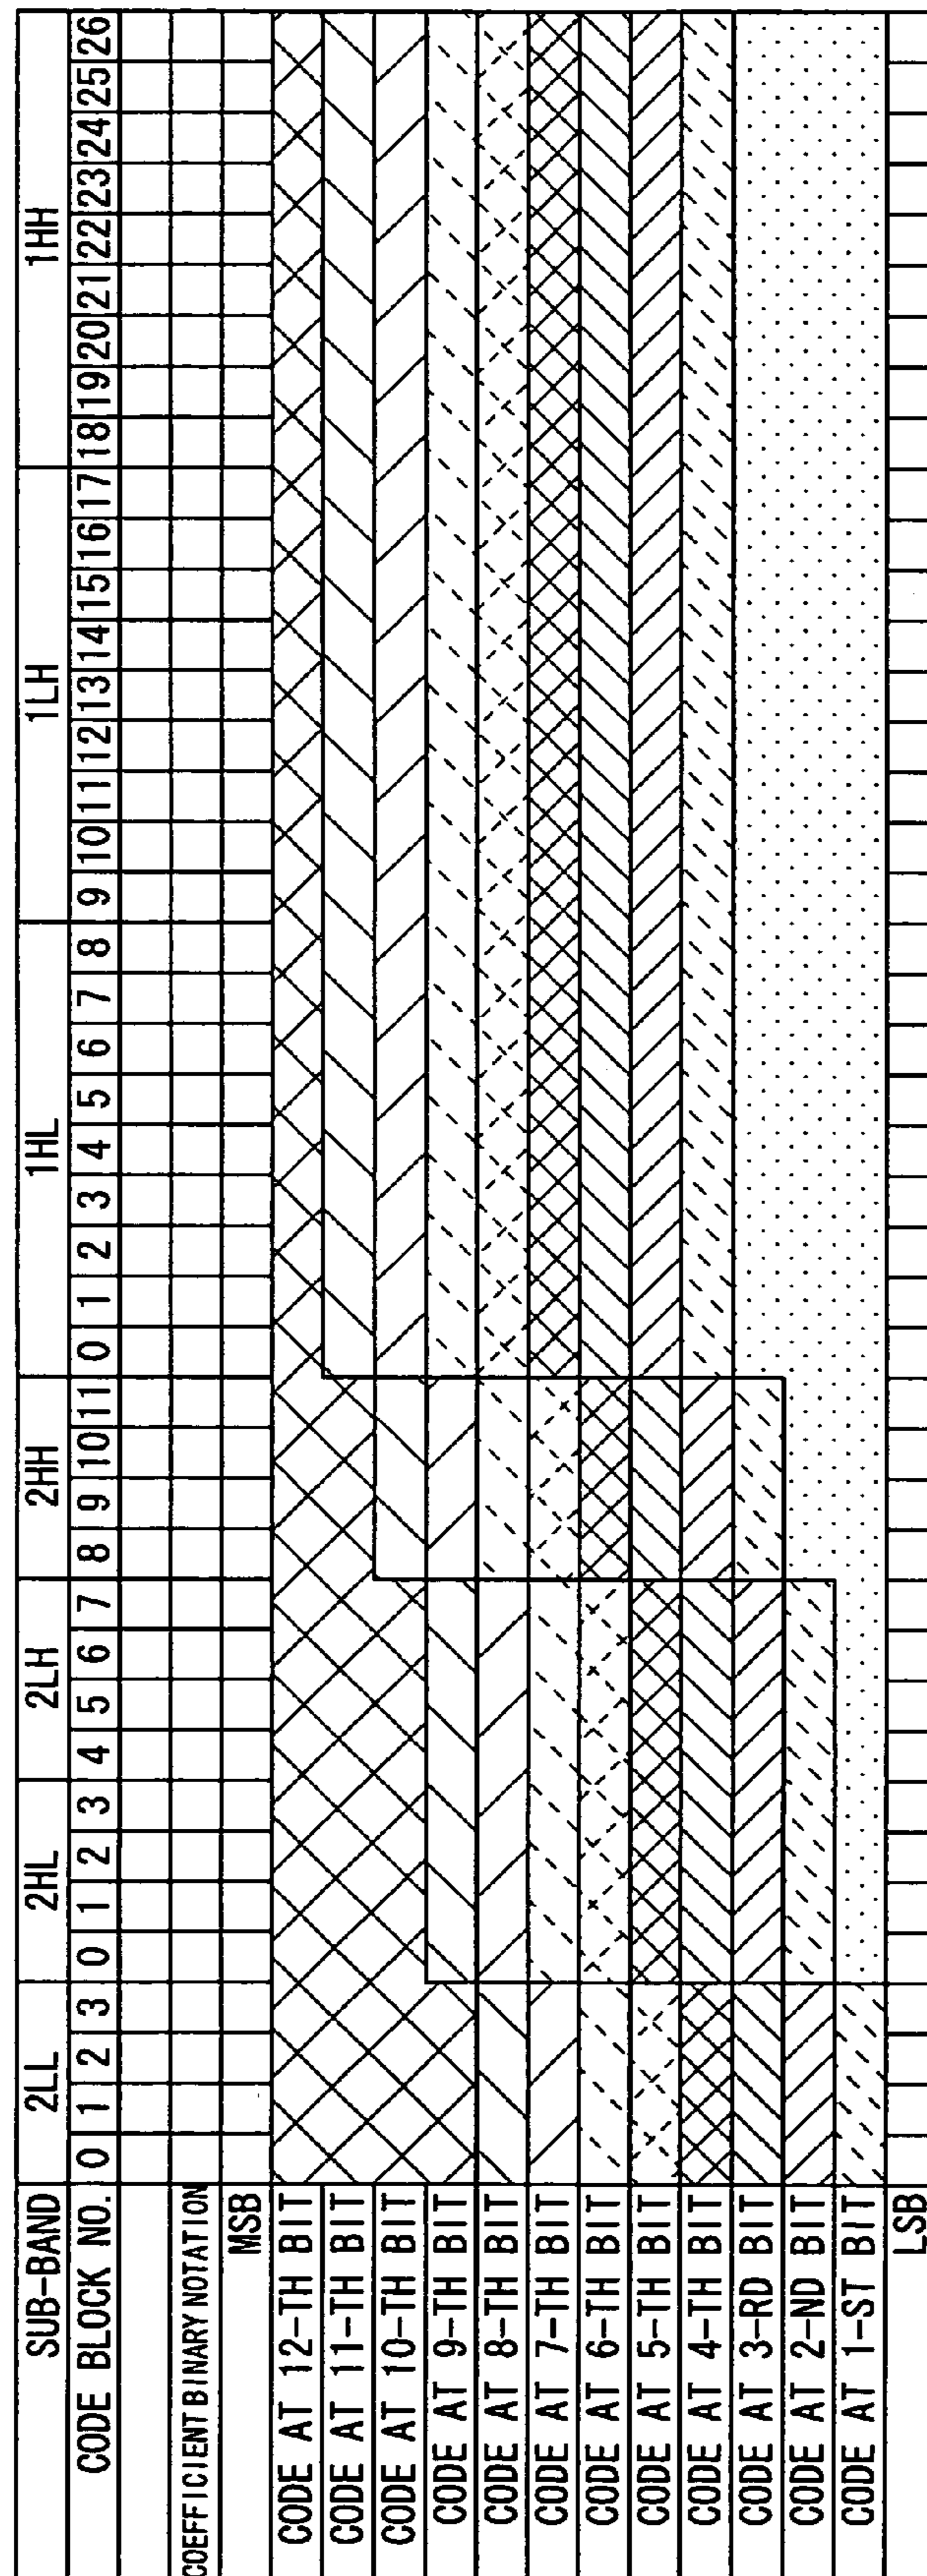 SUB-BAND 2LL 2HL 2LH 2HH 1HL 1LH 1HH
CODE BLOCK NO. 0 1 2 3 0 1 2 3 4 5 6 7 8 9 10 11 0 1 2 3 4 5 6 7 8 9 10 11 12 13 14 15 16 17 18 19 20 21 22 23 24 25 26
COEFFICIENT BINARY NOTATION
MSB
CODE AT 12-TH BIT
CODE AT 11-TH BIT
CODE AT 10-TH BIT
CODE AT 9-TH BIT
CODE AT 8-TH BIT
CODE AT 7-TH BIT
CODE AT 6-TH BIT
CODE AT 5-TH BIT
CODE AT 4-TH BIT
CODE AT 3-RD BIT
CODE AT 2-ND BIT
CODE AT 1-ST BIT
LSB